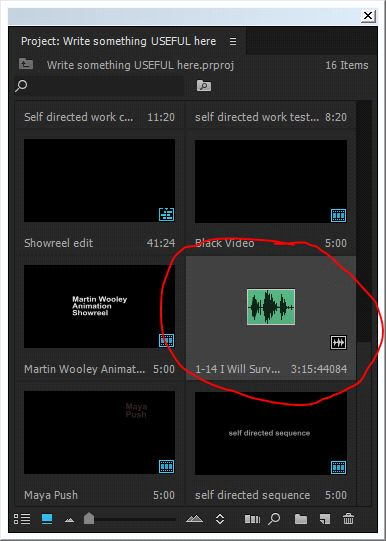 Project: Write something USEFUL here
Write something USEFUL here.prproj 16 Items
Self directed work c... 11:20
Self directed work test... 8:20
Showreel edit 41:24
Black Video 5:00
Martin Wooley
Animation
Showreel
Martin Wooley Animat... 5:00
1-14 I Will Surv... 3:15:44084
Maya
Push
self directed sequence
Maya Push 5:00
self directed sequence 5:00